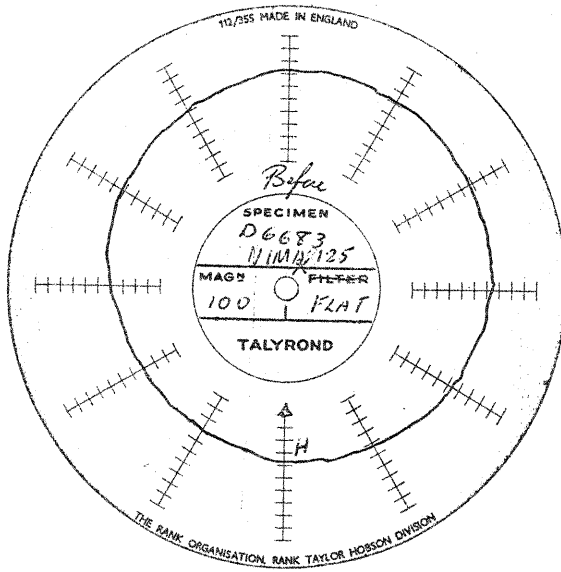 112/355 MADE IN ENGLAND
Before
SPECIMEN
D6683
NIMA/125
MAGN FILTER
100 FLAT
TALYROND
H
THE RANK ORGANISATION, RANK TAYLOR HOBSON DIVISION